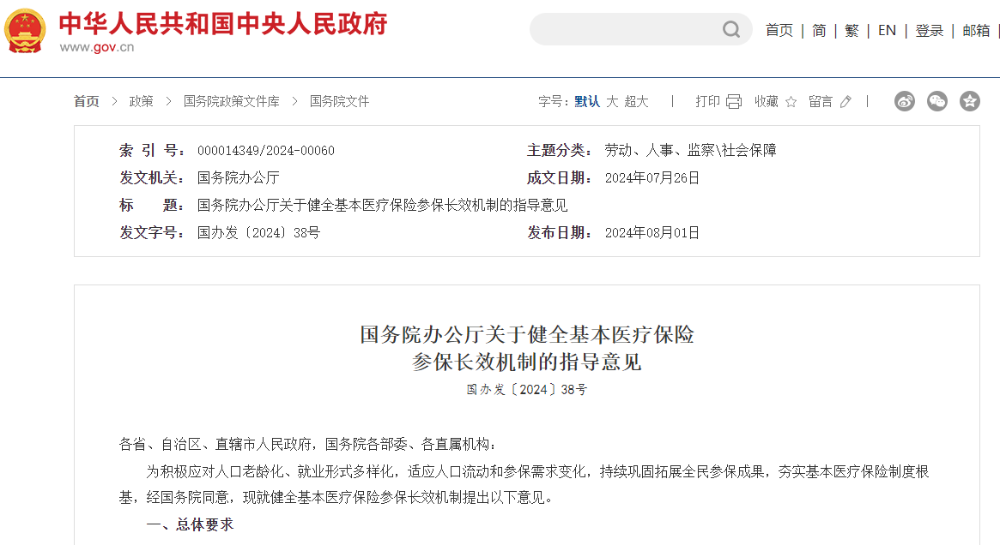 中华人民共和国中央人民政府
www.gov.cn
首页 | 简 | 繁 | EN | 登录 | 邮箱 |
首页 > 政策 > 国务院政策文件库 > 国务院文件
字号：默认 大 超大 | 打印 收藏 留言 |
索 引 号： 000014349/2024-00060
主题分类： 劳动、人事、监察\社会保障
发文机关： 国务院办公厅
成文日期： 2024年07月26日
标 题： 国务院办公厅关于健全基本医疗保险参保长效机制的指导意见
发文字号： 国办发〔2024〕38号
发布日期： 2024年08月01日
国务院办公厅关于健全基本医疗保险
参保长效机制的指导意见
国办发〔2024〕38号
各省、自治区、直辖市人民政府，国务院各部委、各直属机构：
为积极应对人口老龄化、就业形式多样化，适应人口流动和参保需求变化，持续巩固拓展全民参保成果，夯实基本医疗保险制度根
基，经国务院同意，现就健全基本医疗保险参保长效机制提出以下意见。
一、总体要求